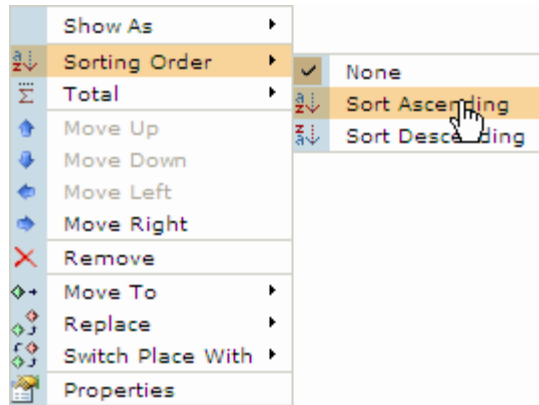 Show As
Sorting Order
Total
Move Up
Move Down
Move Left
Move Right
Remove
Move To
Replace
Switch Place With
Properties
None
Sort Ascending
Sort Descending